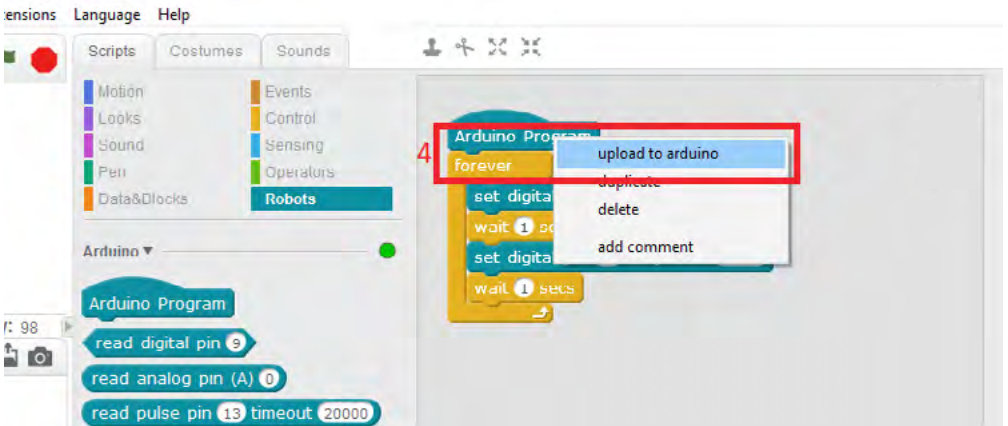 ensions Language Help
Scripts Costumes Sounds
Motion Events
Looks Control
Sound Sensing
Pen Operators
Data&Blocks Robots
Arduino
Arduino Program
read digital pin 9
read analog pin (A) 0
read pulse pin 13 timeout 20000
: 98
4
Arduino Program
forever
set digita
wait 1 se
set digita
wait 1 secs
upload to arduino
duplicate
delete
add comment